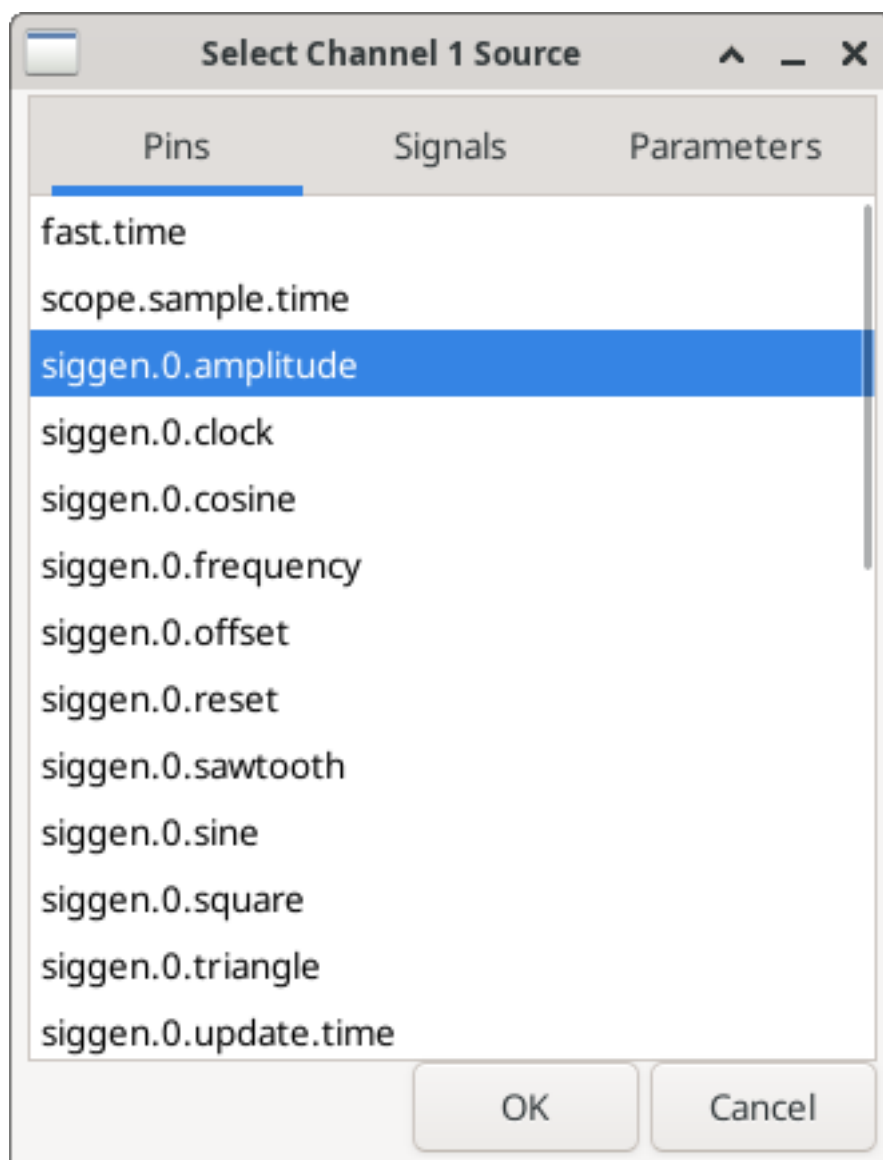 Select Channel 1 Source
Pins Signals Parameters
fast.time
scope.sample.time
siggen.0.amplitude
siggen.0.clock
siggen.0.cosine
siggen.0.frequency
siggen.0.offset
siggen.0.reset
siggen.0.sawtooth
siggen.0.sine
siggen.0.square
siggen.0.triangle
siggen.0.update.time
OK Cancel